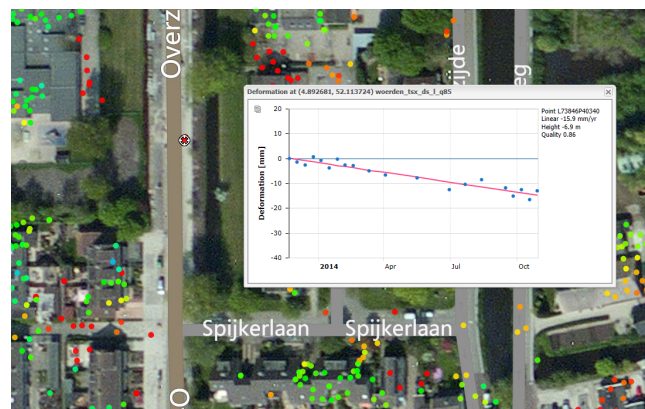 Overz
ijde
eg
Deformation at (4.892681, 52.113724) woerden_tsx_ds_l_q85
Point L73846P40340
Linear -15.9 mm/yr
Height -6.9 m
Quality 0.86
Deformation [mm]
20
10
0
-10
-20
-30
-40
2014
Apr
Jul
Oct
Spijkerlaan
Spijkerlaan
O